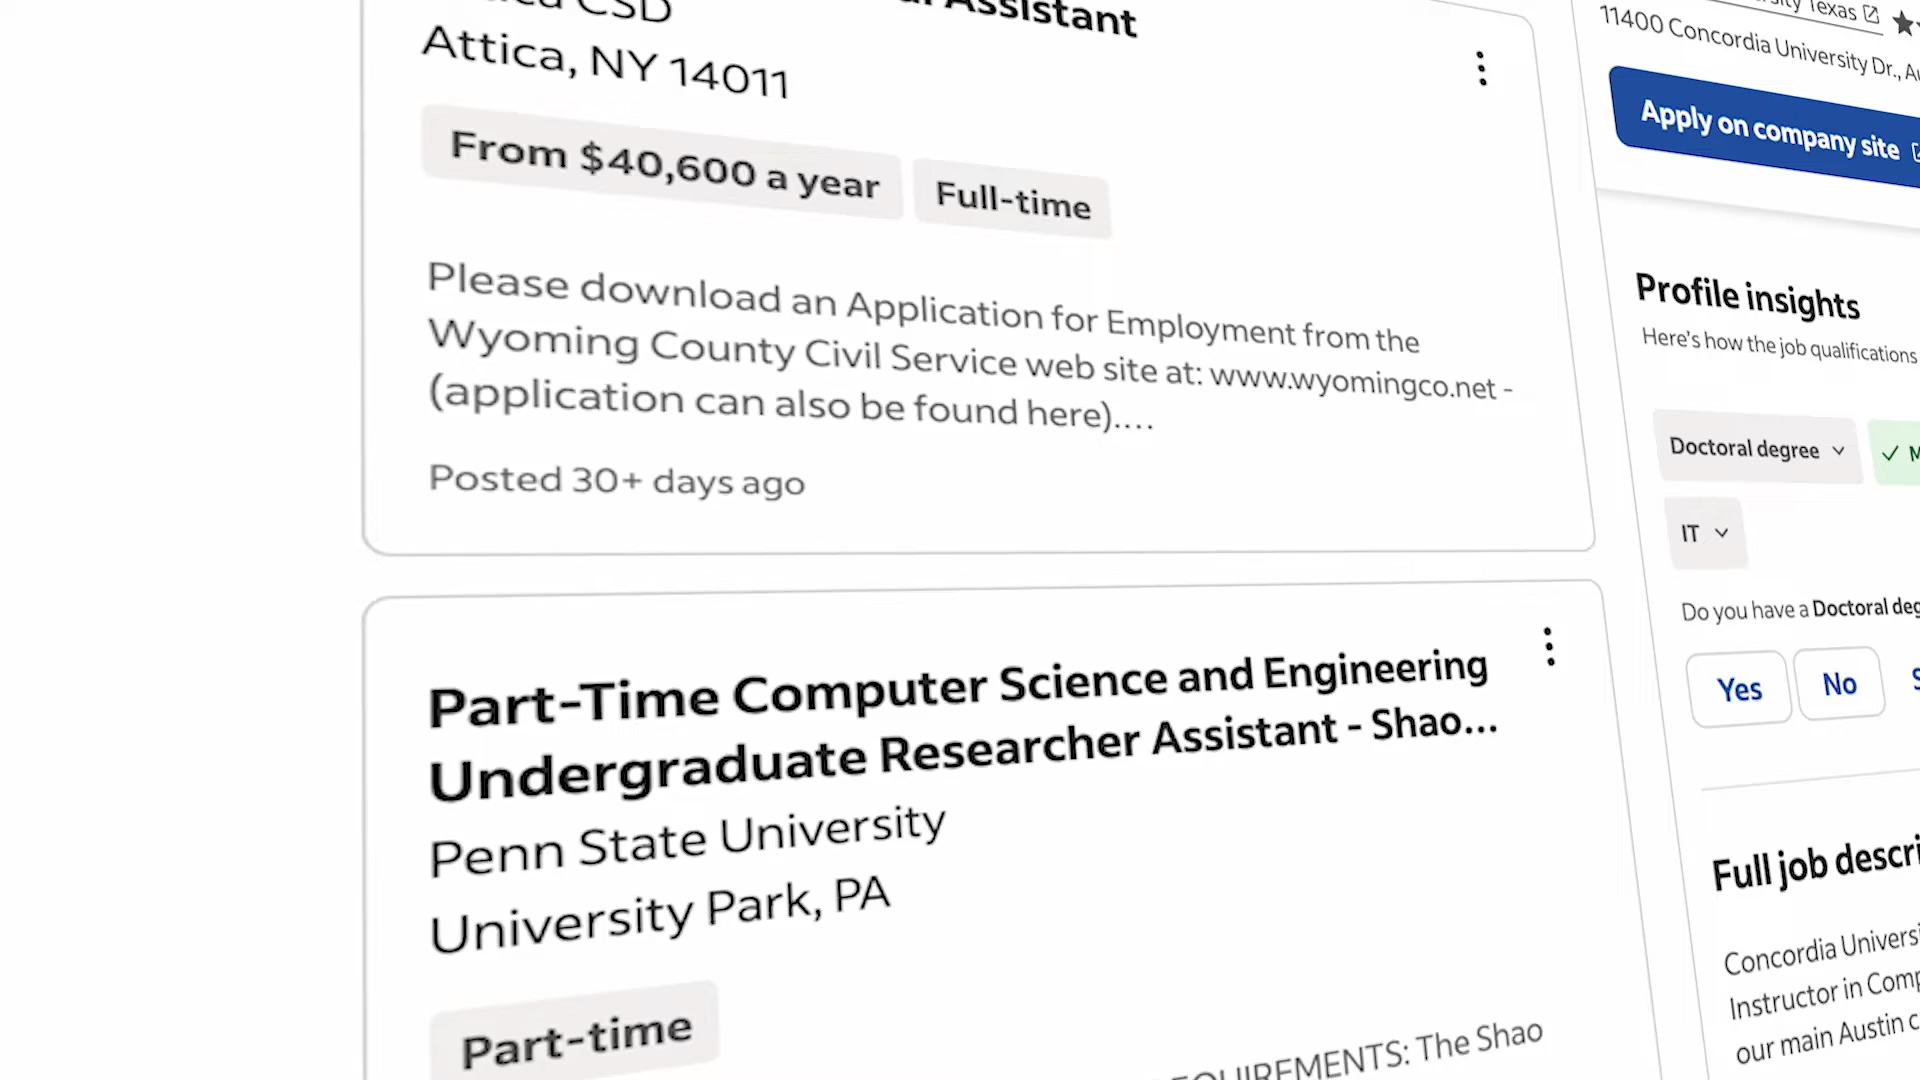 Assistant
CSD
Attica, NY 14011
From $40,600 a year
Full-time
Please download an Application for Employment from the
Wyoming County Civil Service web site at: www.wyomingco.net -
(application can also be found here)....
Posted 30+ days ago
Part-Time Computer Science and Engineering
Undergraduate Researcher Assistant - Shao...
Penn State University
University Park, PA
Part-time
The Shao
Texas
11400 Concordia University Dr.,
Apply on company site
Profile insights
Here's how the job qualifications
Doctoral degree
IT
Do you have a Doctoral
Yes
No
Full job
Concordia
Instructor in
our main Austin